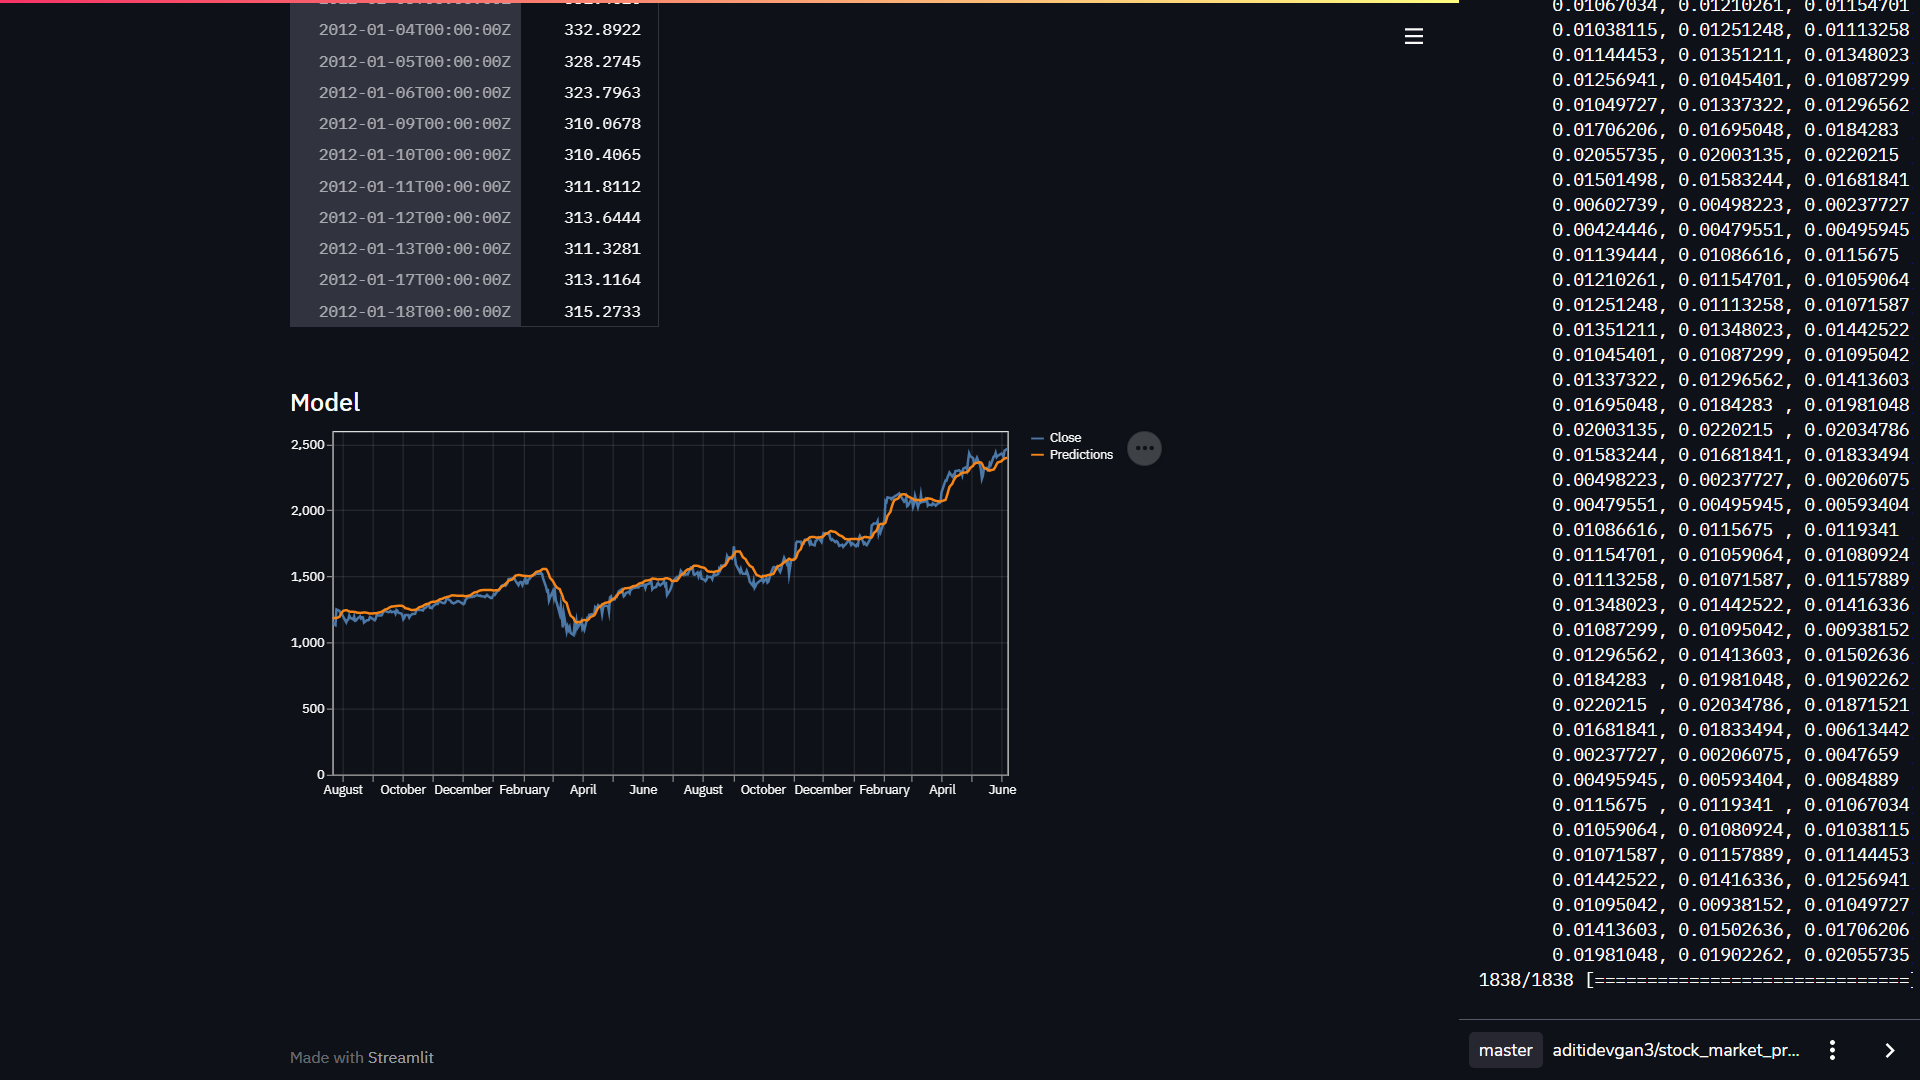 2012-01-04T00:00:00Z 332.8922
2012-01-05T00:00:00Z 328.2745
2012-01-06T00:00:00Z 323.7963
2012-01-09T00:00:00Z 310.0678
2012-01-10T00:00:00Z 310.4065
2012-01-11T00:00:00Z 311.8112
2012-01-12T00:00:00Z 313.6444
2012-01-13T00:00:00Z 311.3281
2012-01-17T00:00:00Z 313.1164
2012-01-18T00:00:00Z 315.2733
Model
2,500
2,000
1,500
1,000
500
0
August October December February April June August October December February April June
Close
Predictions
Made with Streamlit
0.01067034, 0.01210261, 0.01154701
0.01038115, 0.01251248, 0.01113258
0.01144453, 0.01351211, 0.01348023
0.01256941, 0.01045401, 0.01087299
0.01049727, 0.01337322, 0.01296562
0.01706206, 0.01695048, 0.0184283
0.02055735, 0.02003135, 0.0220215
0.01501498, 0.01583244, 0.01681841
0.00602739, 0.00498223, 0.00237727
0.00424446, 0.00479551, 0.00495945
0.01139444, 0.01086616, 0.0115675
0.01210261, 0.01154701, 0.01059064
0.01251248, 0.01113258, 0.01071587
0.01351211, 0.01348023, 0.01442522
0.01045401, 0.01087299, 0.01095042
0.01337322, 0.01296562, 0.01413603
0.01695048, 0.0184283 , 0.01981048
0.02003135, 0.0220215 , 0.02034786
0.01583244, 0.01681841, 0.01833494
0.00498223, 0.00237727, 0.00206075
0.00479551, 0.00495945, 0.00593404
0.01086616, 0.0115675 , 0.0119341
0.01154701, 0.01059064, 0.01080924
0.01113258, 0.01071587, 0.01157889
0.01348023, 0.01442522, 0.01416336
0.01087299, 0.01095042, 0.00938152
0.01296562, 0.01413603, 0.01502636
0.0184283 , 0.01981048, 0.01902262
0.0220215 , 0.02034786, 0.01871521
0.01681841, 0.01833494, 0.00613442
0.00237727, 0.00206075, 0.0047659
0.00495945, 0.00593404, 0.0084889
0.0115675 , 0.0119341 , 0.01067034
0.01059064, 0.01080924, 0.01038115
0.01071587, 0.01157889, 0.01144453
0.01442522, 0.01416336, 0.01256941
0.01095042, 0.00938152, 0.01049727
0.01413603, 0.01502636, 0.01706206
0.01981048, 0.01902262, 0.02055735
1838/1838 [==============================]
master aditidevgan3/stock_market_pr...